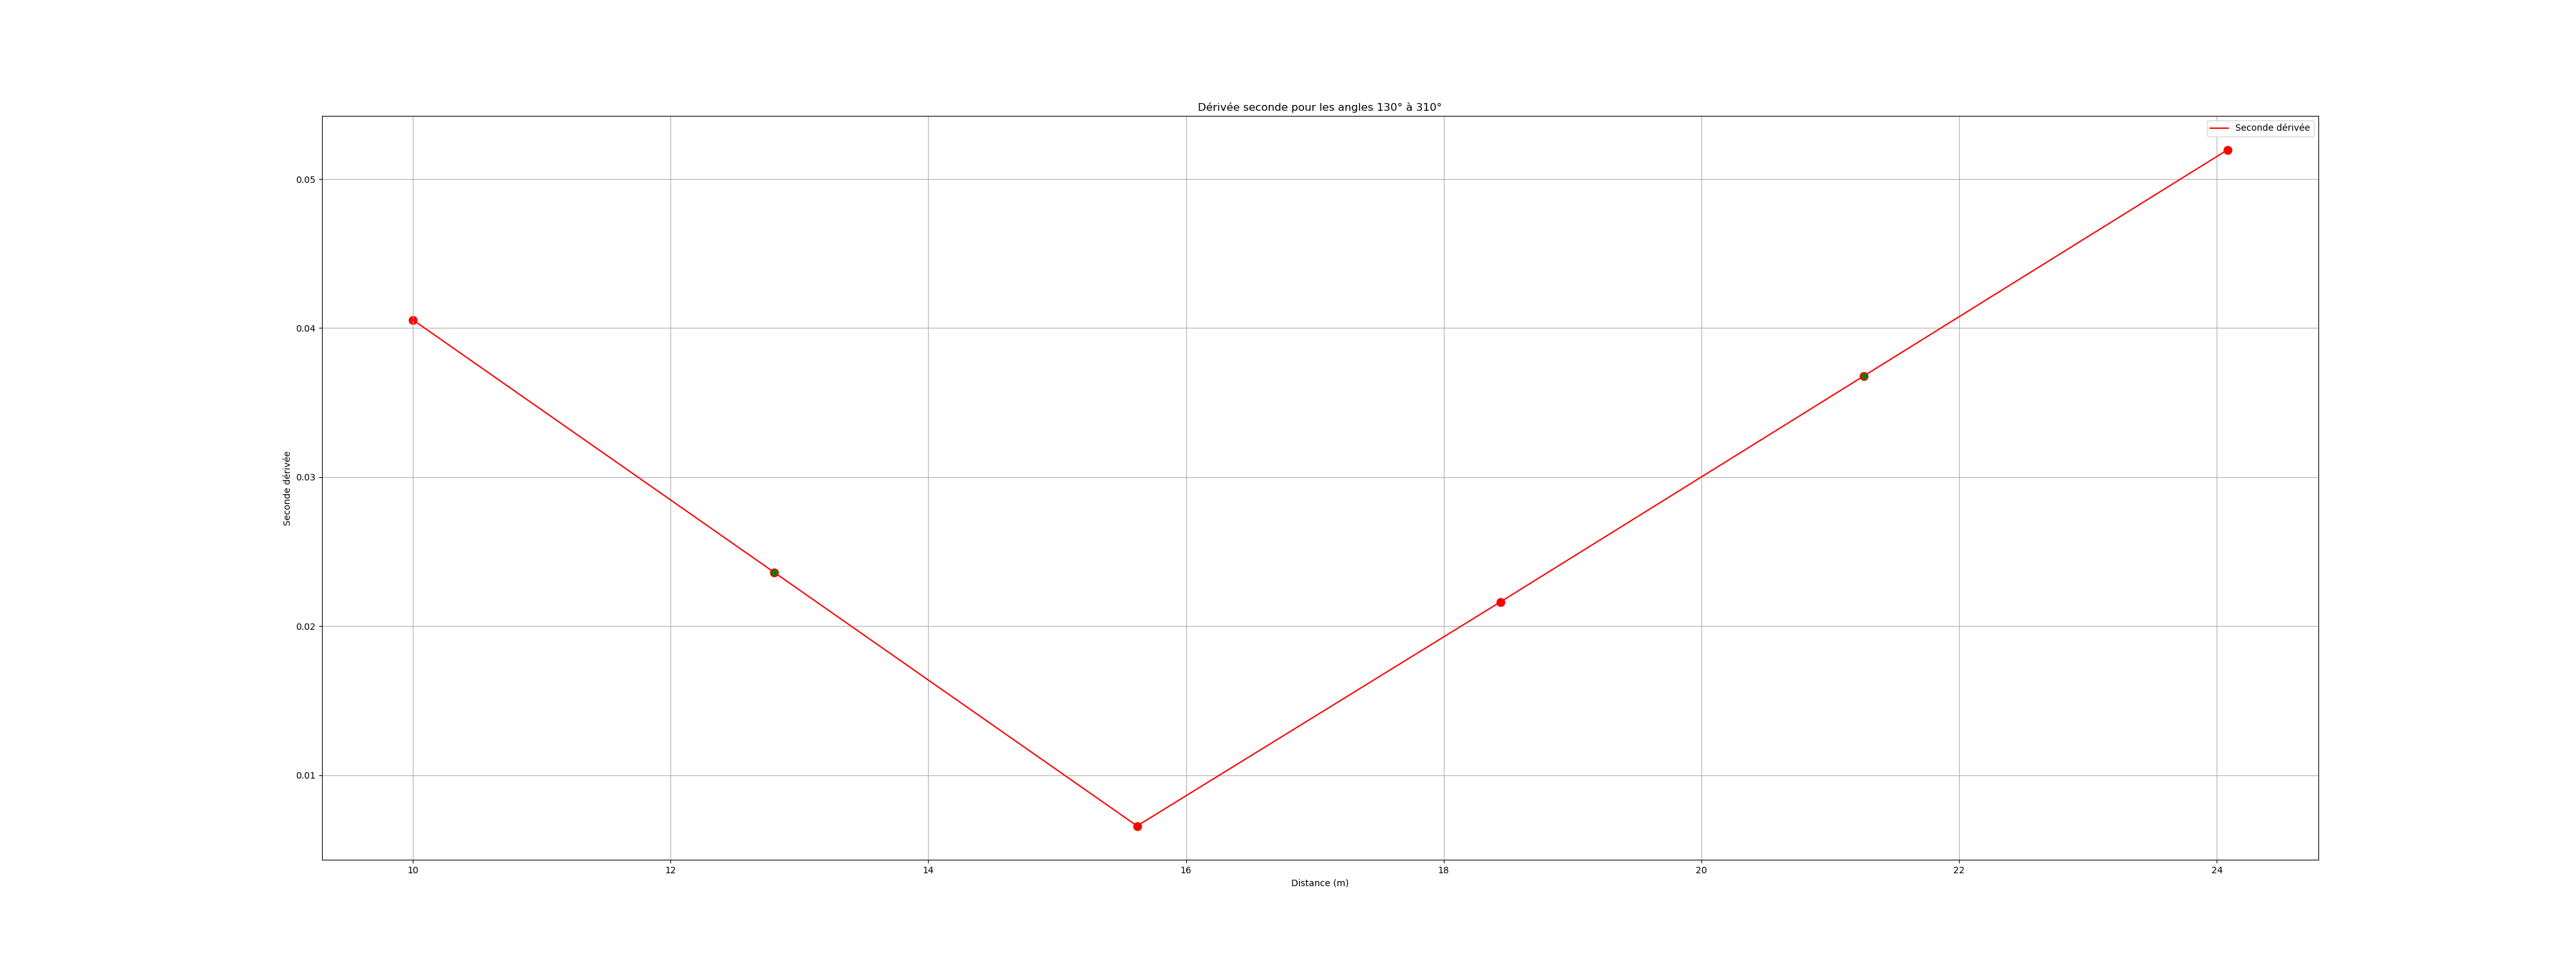 Dérivée seconde pour les angles 130° à 310°
Seconde dérivée
0.05
0.04
0.03
0.02
0.01
Seconde dérivée
10 12 14 16 18 20 22 24
Distance (m)